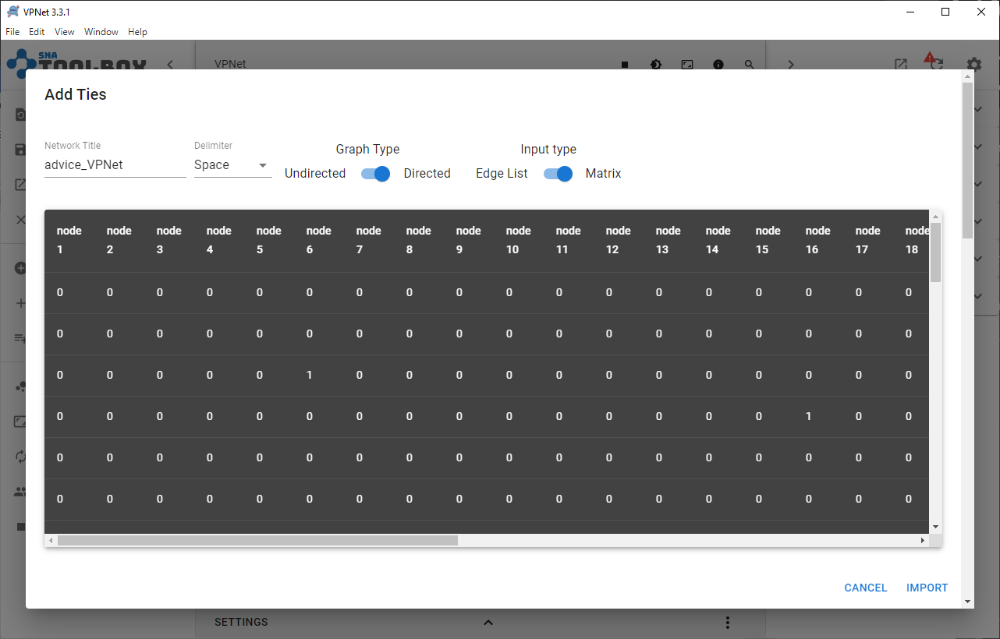 VPNet 3.3.1
File Edit View Window Help
SNA
TOOLBOX
VPNet
Add Ties
Network Title
advice_VPNet
Delimiter
Space
Graph Type
Undirected Directed
Input type
Edge List Matrix
node 1 node 2 node 3 node 4 node 5 node 6 node 7 node 8 node 9 node 10 node 11 node 12 node 13 node 14 node 15 node 16 node 17 node 18
0 0 0 0 0 0 0 0 0 0 0 0 0 0 0 0 0 0
0 0 0 0 0 0 0 0 0 0 0 0 0 0 0 0 0 0
0 0 0 0 0 1 0 0 0 0 0 0 0 0 0 0 0 0
0 0 0 0 0 0 0 0 0 0 0 0 0 0 0 1 0 0
0 0 0 0 0 0 0 0 0 0 0 0 0 0 0 0 0 0
0 0 0 0 0 0 0 0 0 0 0 0 0 0 0 0 0 0
CANCEL IMPORT
SETTINGS